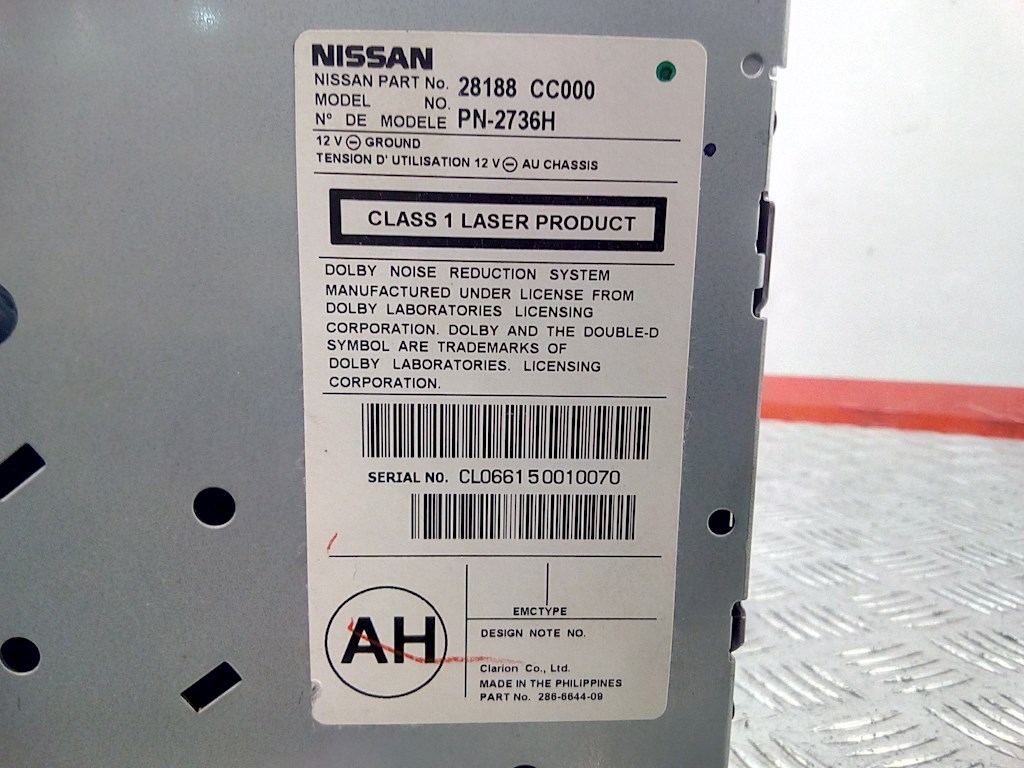 NISSAN
NISSAN PART No. 28188 CC000
MODEL NO.
N° DE MODELE PN-2736H
12 V ⊖ GROUND
TENSION D' UTILISATION 12 V ⊖ AU CHASSIS
CLASS 1 LASER PRODUCT
DOLBY NOISE REDUCTION SYSTEM
MANUFACTURED UNDER LICENSE FROM
DOLBY LABORATORIES LICENSING
CORPORATION. DOLBY AND THE DOUBLE-D
SYMBOL ARE TRADEMARKS OF
DOLBY LABORATORIES. LICENSING
CORPORATION.
SERIAL NO. CL066150010070
EMCTYPE
DESIGN NOTE NO.
AH
Clarion Co., Ltd.
MADE IN THE PHILIPPINES
PART No. 286-6644-09